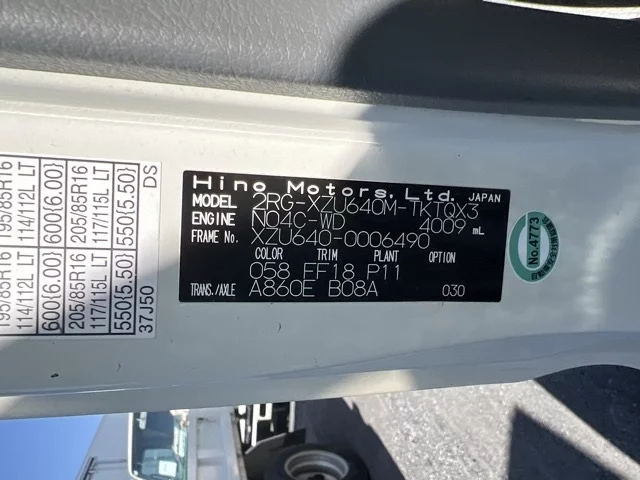 Hino Motors, Ltd. JAPAN
MODEL 2RG-XZU640M-TKTQX3
ENGINE N04C-WD 4009 mL
FRAME No. XZU640-0006490
COLOR TRIM PLANT OPTION
058 FF18 P11
TRANS./AXLE A860E B08A 030
195/85R16
114/112L LT
600(6.00)
205/85R16
117/115L LT
550(5.50) DS
195/85R16
114/112L LT
600(6.00)
205/85R16
117/115L LT
550(5.50)
37J50
No.4773